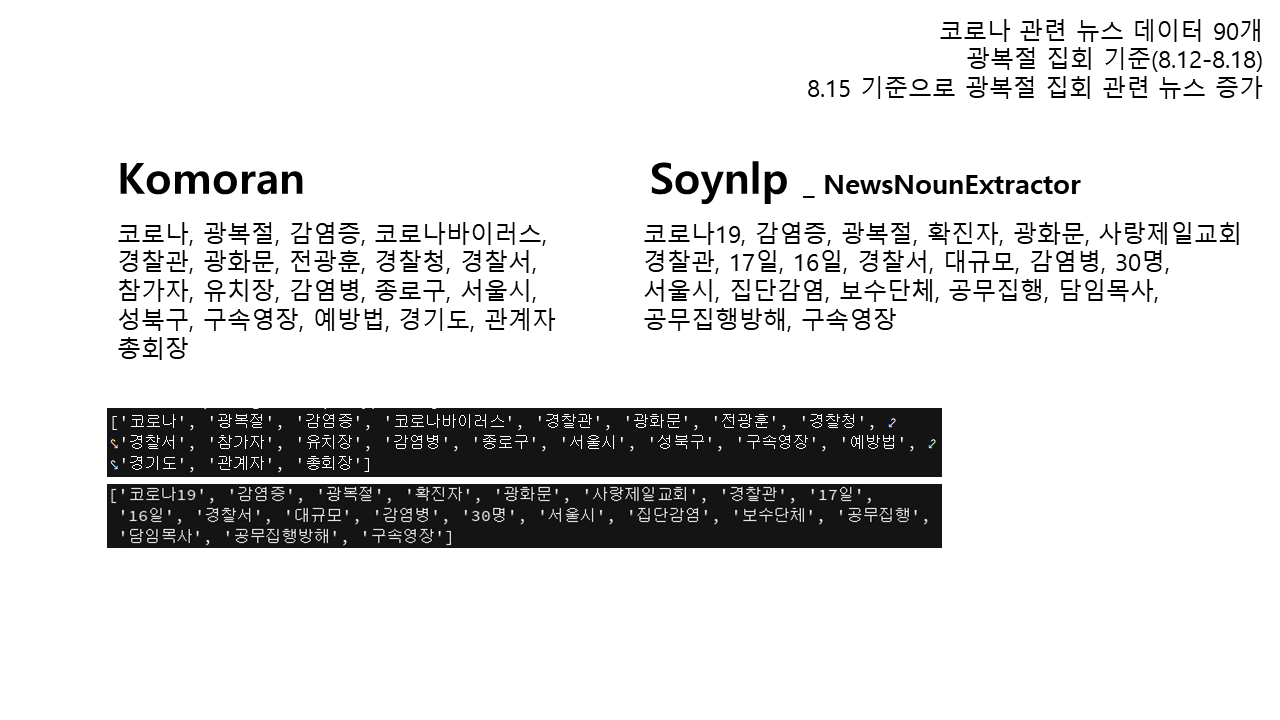 코로나 관련 뉴스 데이터 90개
광복절 집회 기준(8.12-8.18)
8.15 기준으로 광복절 집회 관련 뉴스 증가
Komoran
코로나, 광복절, 감염증, 코로나바이러스,
경찰관, 광화문, 전광훈, 경찰청, 경찰서,
참가자, 유치장, 감염병, 종로구, 서울시,
성북구, 구속영장, 예방법, 경기도, 관계자
총회장
Soynlp _ NewsNounExtractor
코로나19, 감염증, 광복절, 확진자, 광화문, 사랑제일교회
경찰관, 17일, 16일, 경찰서, 대규모, 감염병, 30명,
서울시, 집단감염, 보수단체, 공무집행, 담임목사,
공무집행방해, 구속영장
['코로나', '광복절', '감염증', '코로나바이러스', '경찰관', '광화문', '전광훈', '경찰청',
'경찰서', '참가자', '유치장', '감염병', '종로구', '서울시', '성북구', '구속영장', '예방법',
'경기도', '관계자', '총회장']
['코로나19', '감염증', '광복절', '확진자', '광화문', '사랑제일교회', '경찰관', '17일',
'16일', '경찰서', '대규모', '감염병', '30명', '서울시', '집단감염', '보수단체', '공무집행',
'담임목사', '공무집행방해', '구속영장']